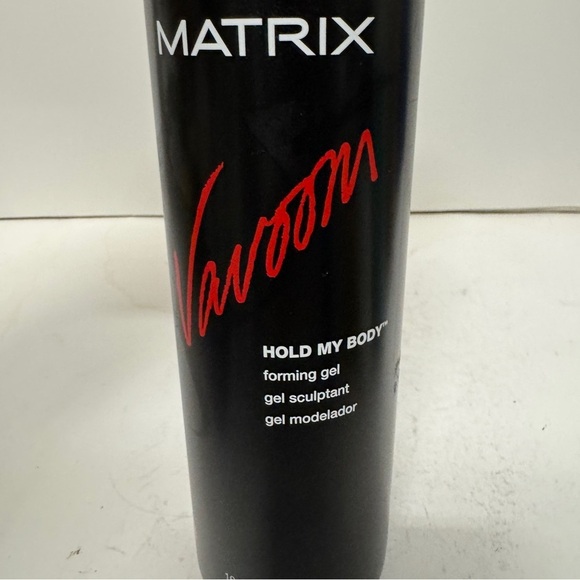 MATRIX
Vavoom
HOLD MY BODY™
forming gel
gel sculptant
gel modelador